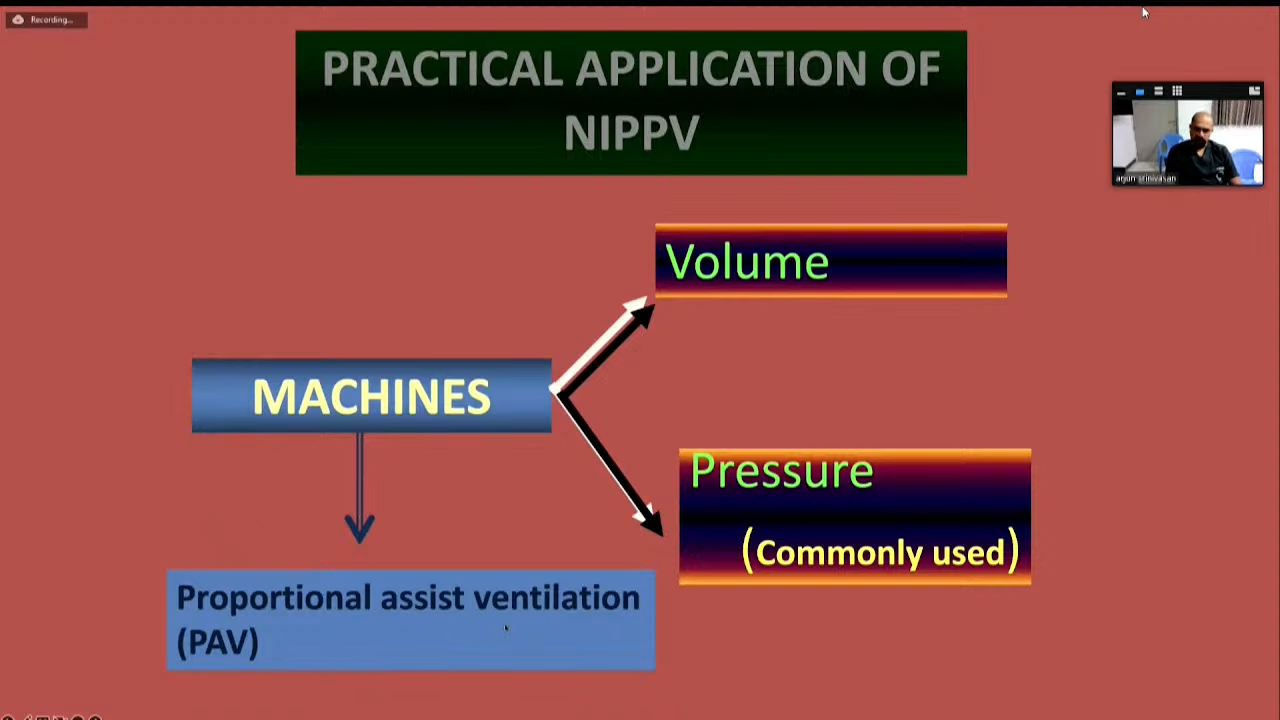 Recording...
PRACTICAL APPLICATION OF
NIPPV
arjun srinivasan
Volume
MACHINES
Pressure
(Commonly used)
Proportional assist ventilation
(PAV)